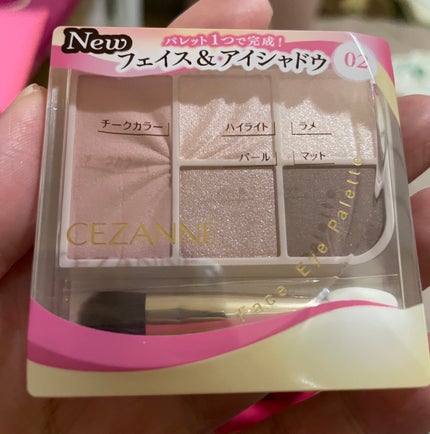 New
パレット1つで完成!
フェイス&アイシャドウ
02
チークカラー
ハイライト
ラメ
パール
マット
CEZANNE
Face Eye Palette